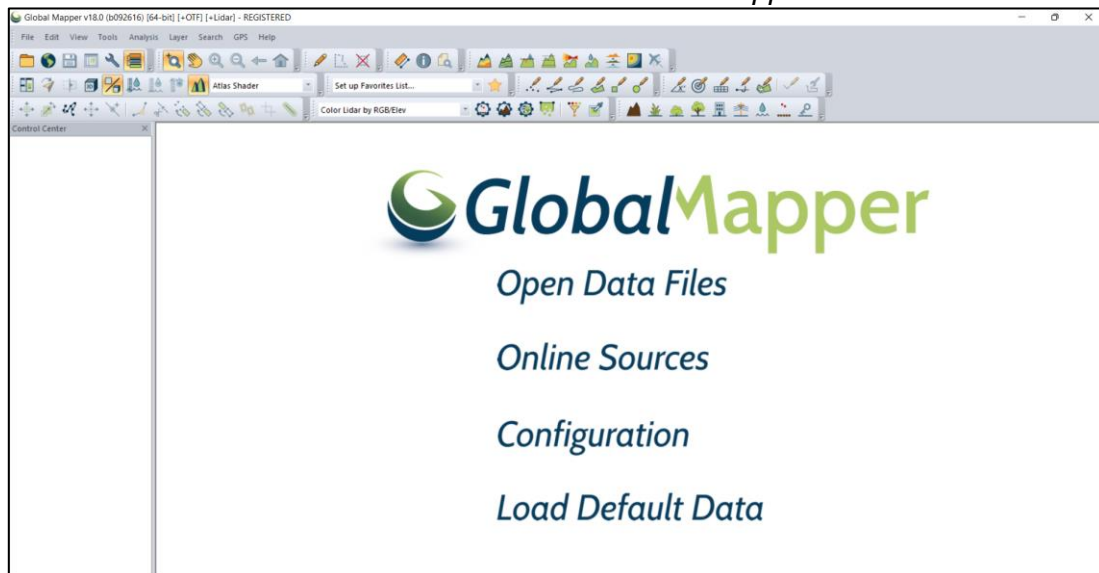 Global Mapper v18.0 (b092616) [64-bit] [+OTF] [+Lidar] - REGISTERED
File Edit View Tools Analysis Layer Search GPS Help
Atlas Shader
Set up Favorites List...
Color Lidar by RGB/Elev
Control Center
GlobalMapper
Open Data Files
Online Sources
Configuration
Load Default Data